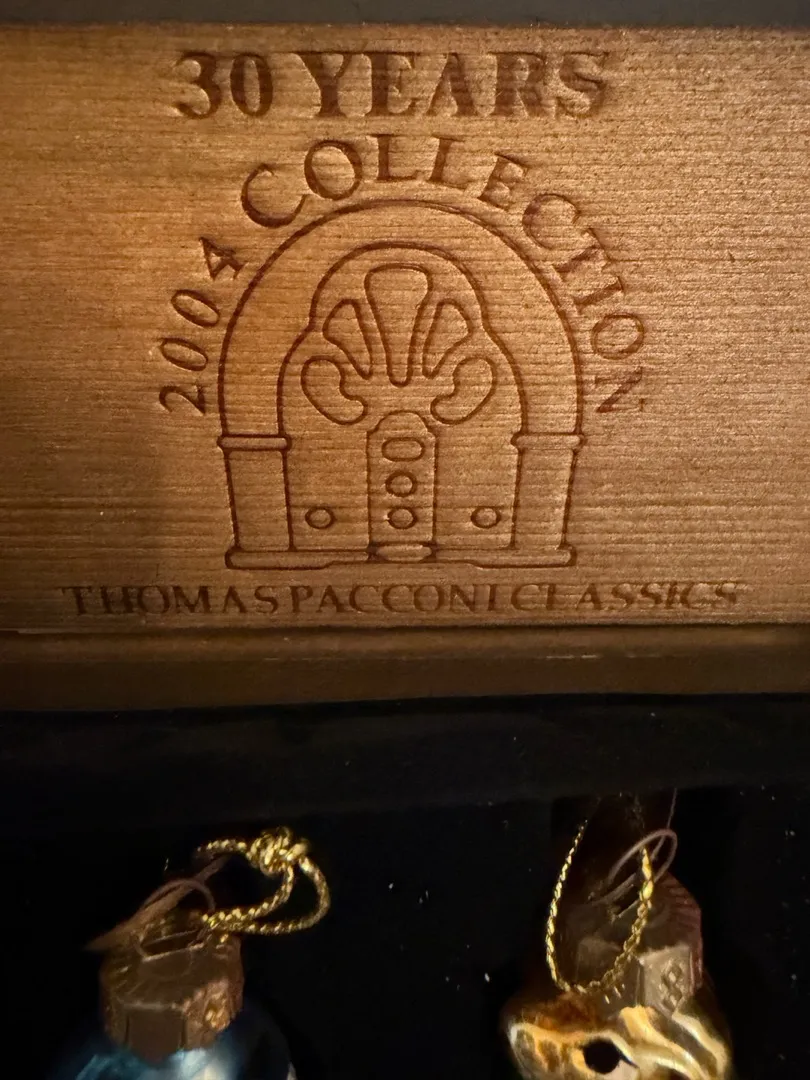 30 YEARS
2004 COLLECTION
THOMAS PACCONI CLASSICS